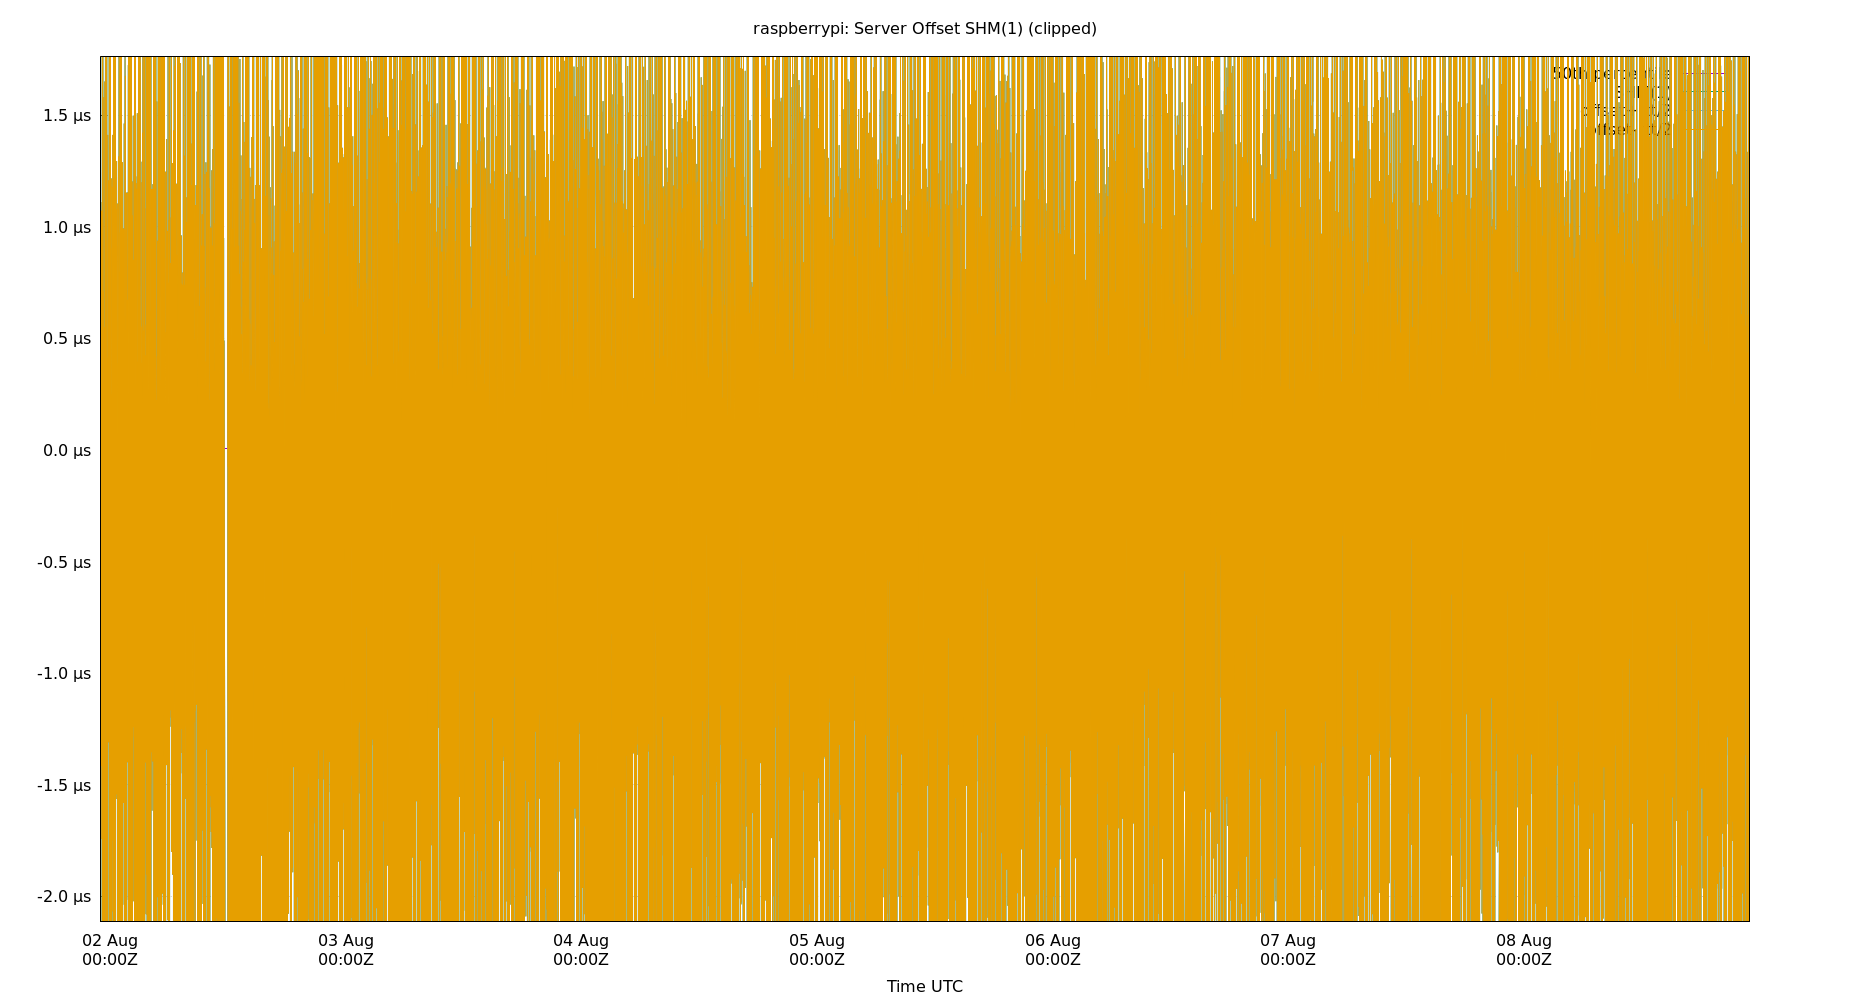 raspberrypi: Server Offset SHM(1) (clipped)
1.5 µs
1.0 µs
0.5 µs
0.0 µs
-0.5 µs
-1.0 µs
-1.5 µs
-2.0 µs
02 Aug 03 Aug 04 Aug 05 Aug 06 Aug 07 Aug 08 Aug
00:00Z 00:00Z 00:00Z 00:00Z 00:00Z 00:00Z 00:00Z
Time UTC